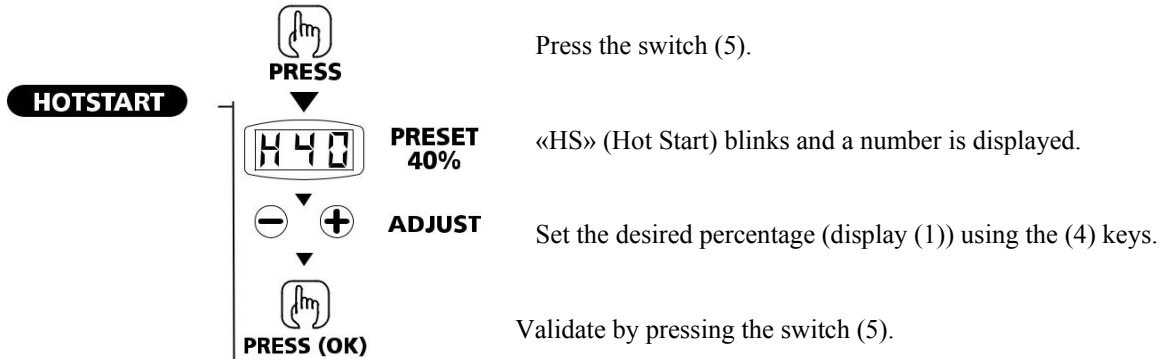 PRESS
Press the switch (5).
HOTSTART
H40
PRESET
40%
«HS» (Hot Start) blinks and a number is displayed.
ADJUST
Set the desired percentage (display (1)) using the (4) keys.
PRESS (OK)
Validate by pressing the switch (5).